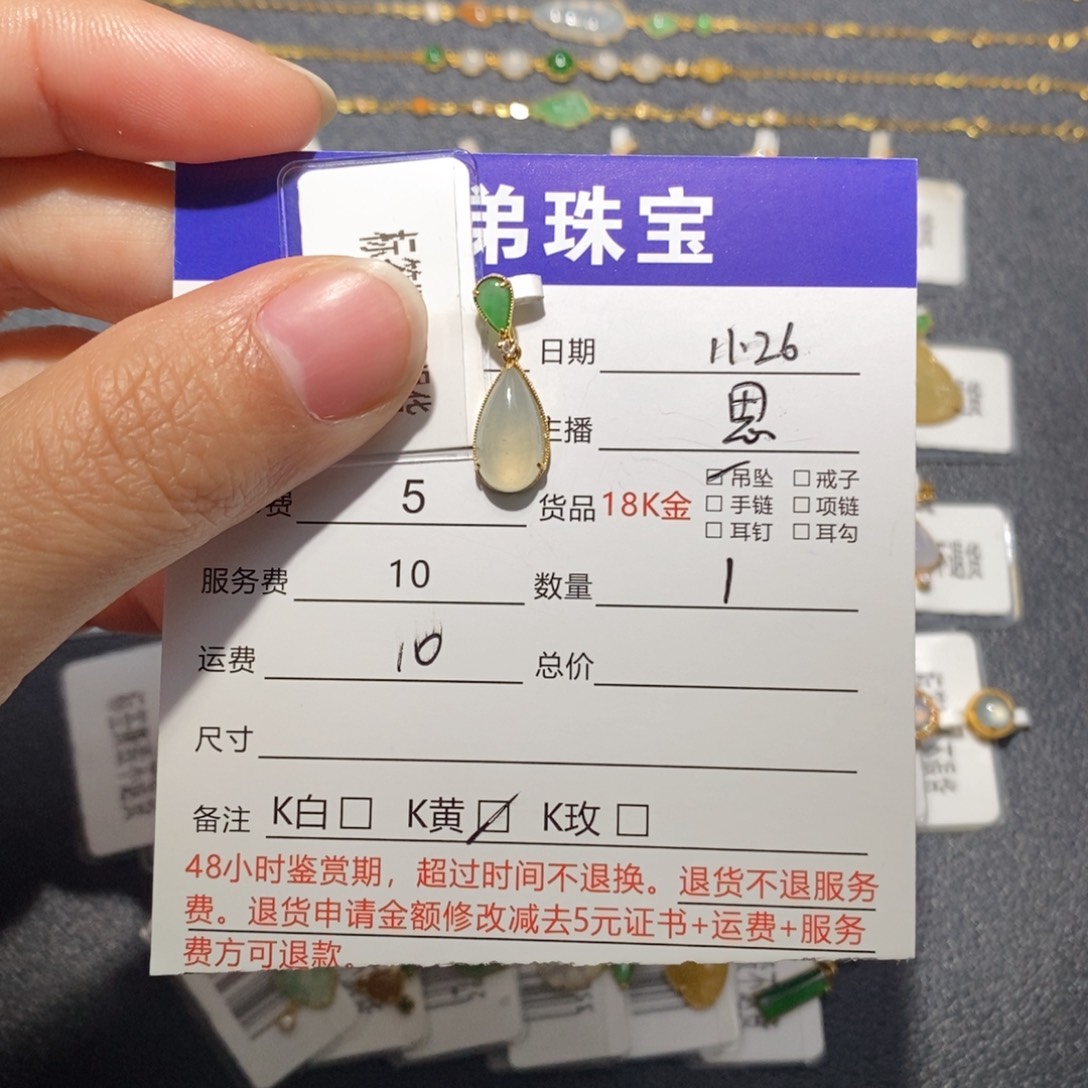 弟珠宝
日期 11.26
主播 思
费 5 货品 18K金 ☑吊坠 □戒子
□手链 □项链
□耳钉 □耳勾
服务费 10 数量 1
运费 10 总价
尺寸
备注 K白□ K黄☑ K玫□
48小时鉴赏期，超过时间不退换。退货不退服务
费。退货申请金额修改减去5元证书+运费+服务
费方可退款。